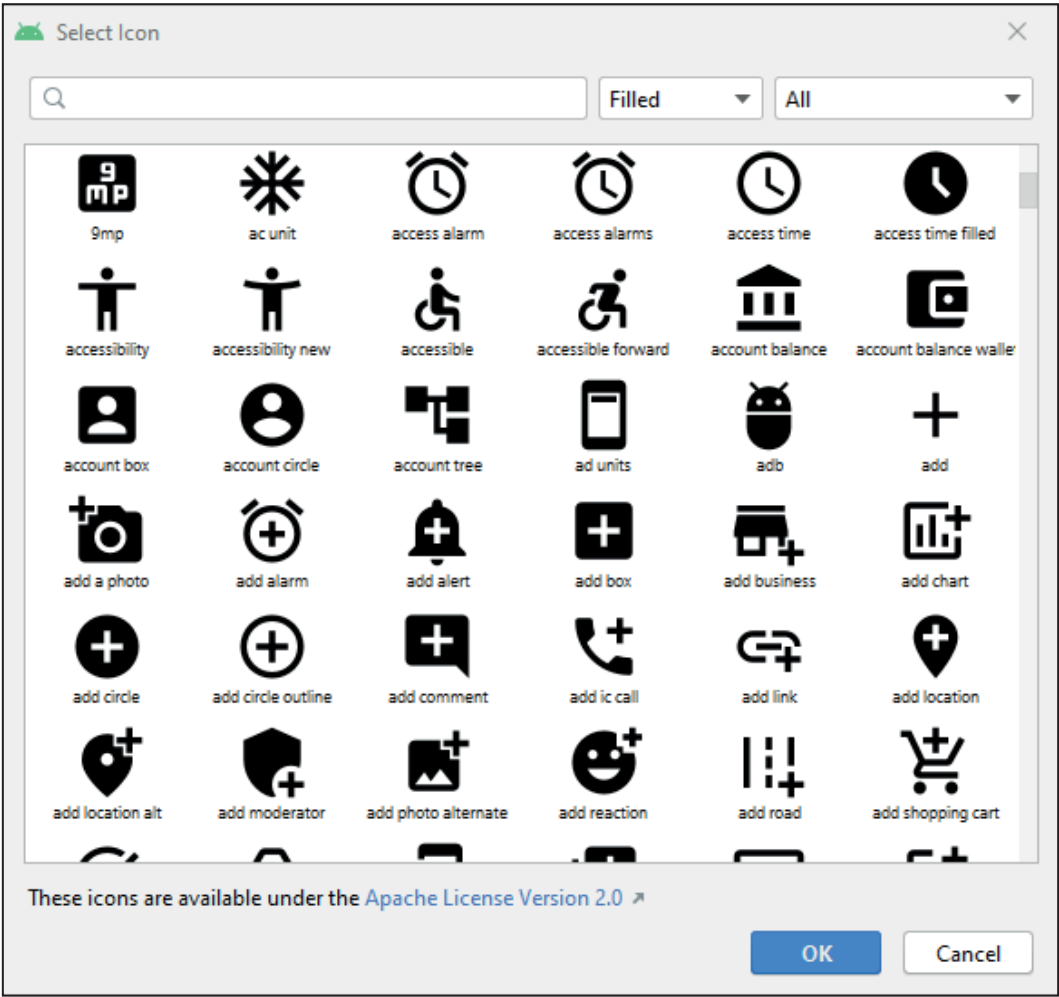 Select Icon
Filled All
9
mp
9mp ac unit access alarm access alarms access time access time filled
accessibility accessibility new accessible accessible forward account balance account balance walle
account box account circle account tree ad units adb add
add a photo add alarm add alert add box add business add chart
add circle add circle outline add comment add ic call add link add location
add location alt add moderator add photo alternate add reaction add road add shopping cart
These icons are available under the Apache License Version 2.0
OK Cancel